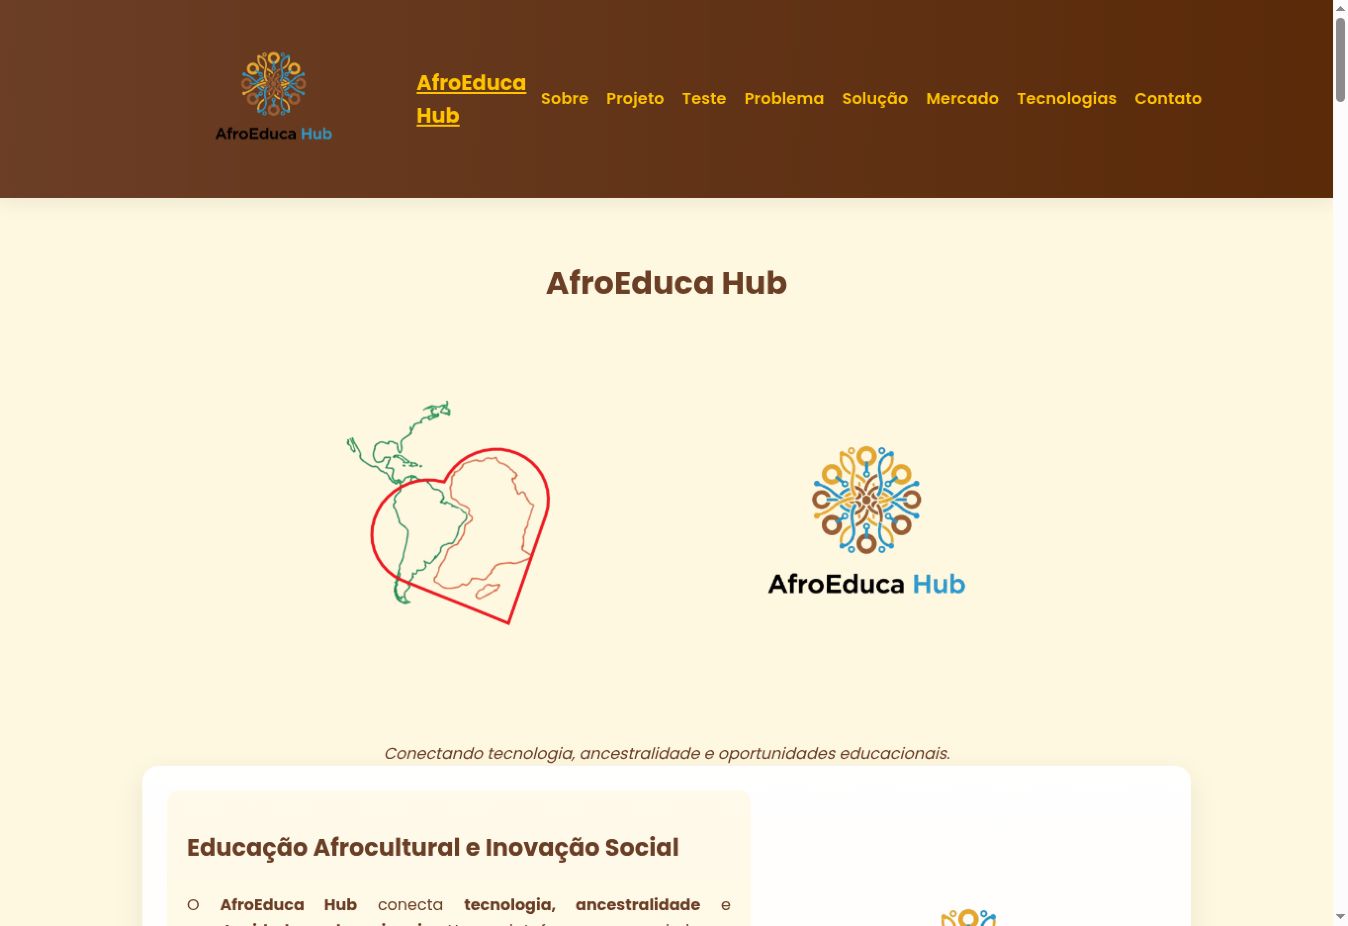 AfroEduca Hub
AfroEduca
Hub
Sobre Projeto Teste Problema Solução Mercado Tecnologias Contato
AfroEduca Hub
AfroEduca Hub
Conectando tecnologia, ancestralidade e oportunidades educacionais.
Educação Afrocultural e Inovação Social
O AfroEduca Hub conecta tecnologia, ancestralidade e